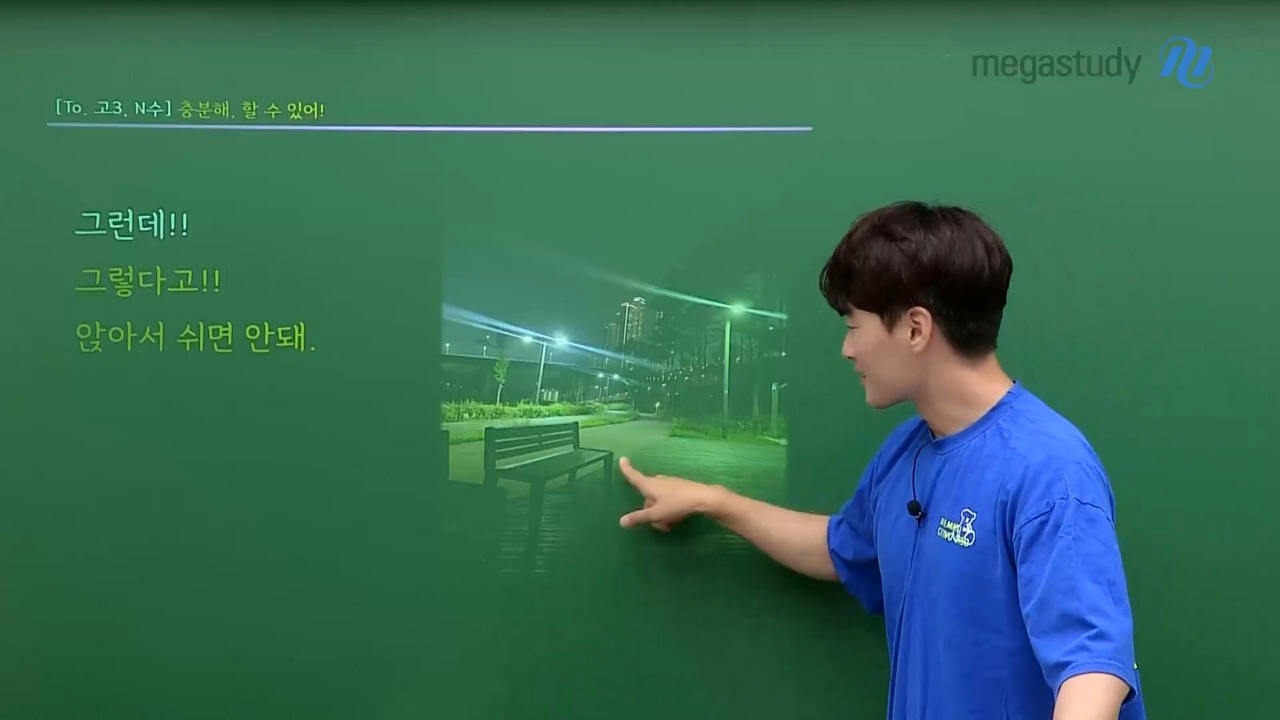 megastudy
[To. 고3, N수] 충분해, 할 수 있어!
그런데!!
그렇다고!!
앉아서 쉬면 안돼.